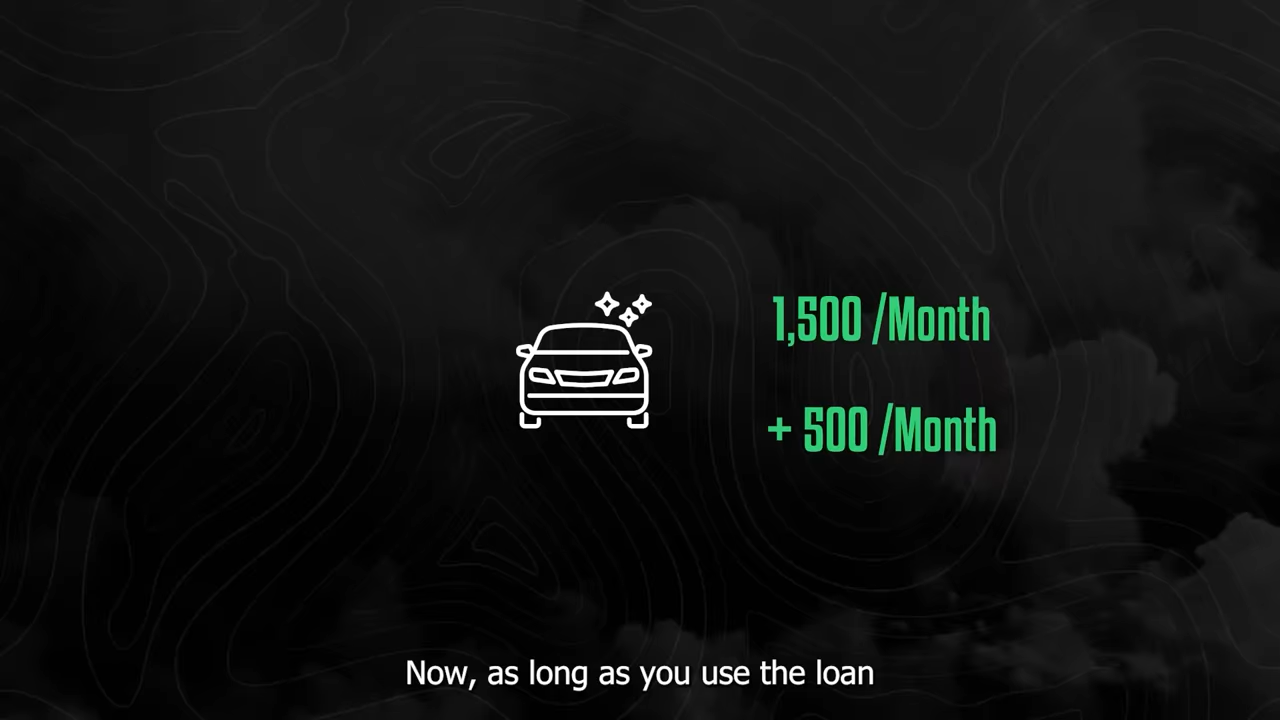 1,500 /Month
+ 500 /Month
Now, as long as you use the loan